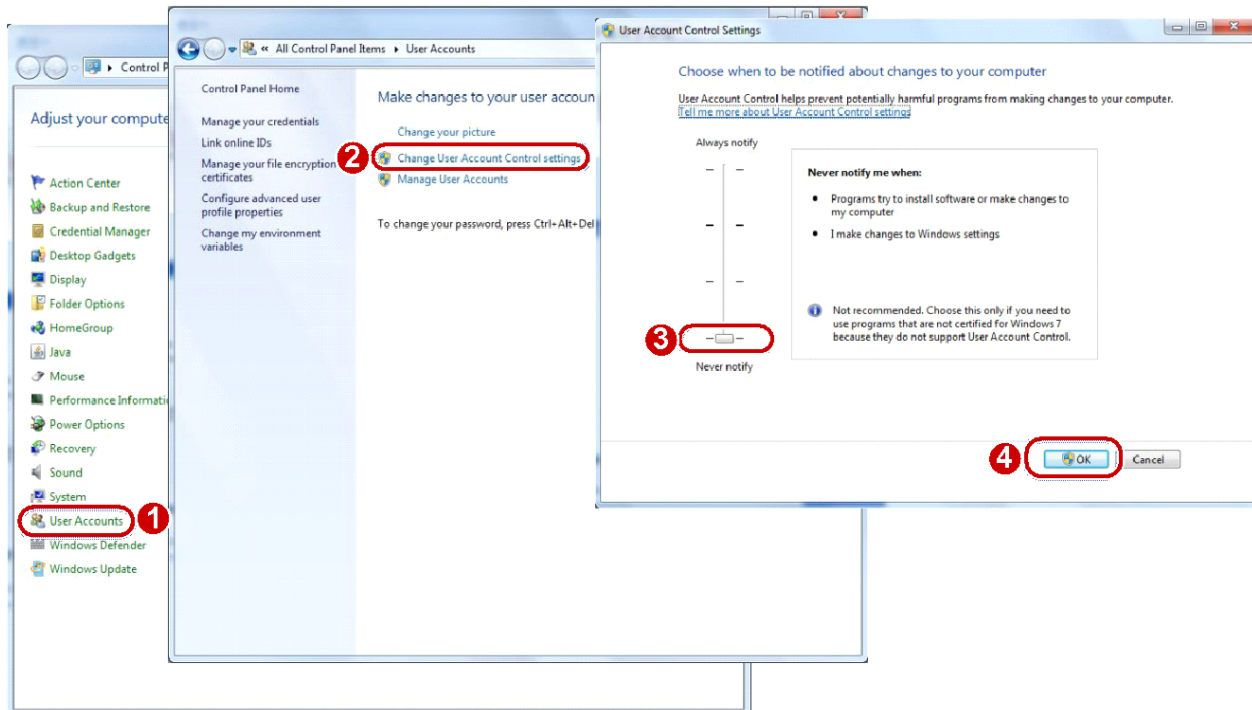 Control P
Adjust your compute
Action Center
Backup and Restore
Credential Manager
Desktop Gadgets
Display
Folder Options
HomeGroup
Java
Mouse
Performance Informati
Power Options
Recovery
Sound
System
User Accounts
1
Windows Defender
Windows Update
« All Control Panel Items ▸ User Accounts
Control Panel Home
Manage your credentials
Link online IDs
Manage your file encryption
certificates
Configure advanced user
profile properties
Change my environment
variables
Make changes to your user accoun
Change your picture
2
Change User Account Control settings
Manage User Accounts
To change your password, press Ctrl+Alt+Del
User Account Control Settings
Choose when to be notified about changes to your computer
User Account Control helps prevent potentially harmful programs from making changes to your computer.
Tell me more about User Account Control settings
Always notify
3
Never notify
Never notify me when:
• Programs try to install software or make changes to
my computer
• I make changes to Windows settings
Not recommended. Choose this only if you need to
use programs that are not certified for Windows 7
because they do not support User Account Control.
4
OK
Cancel